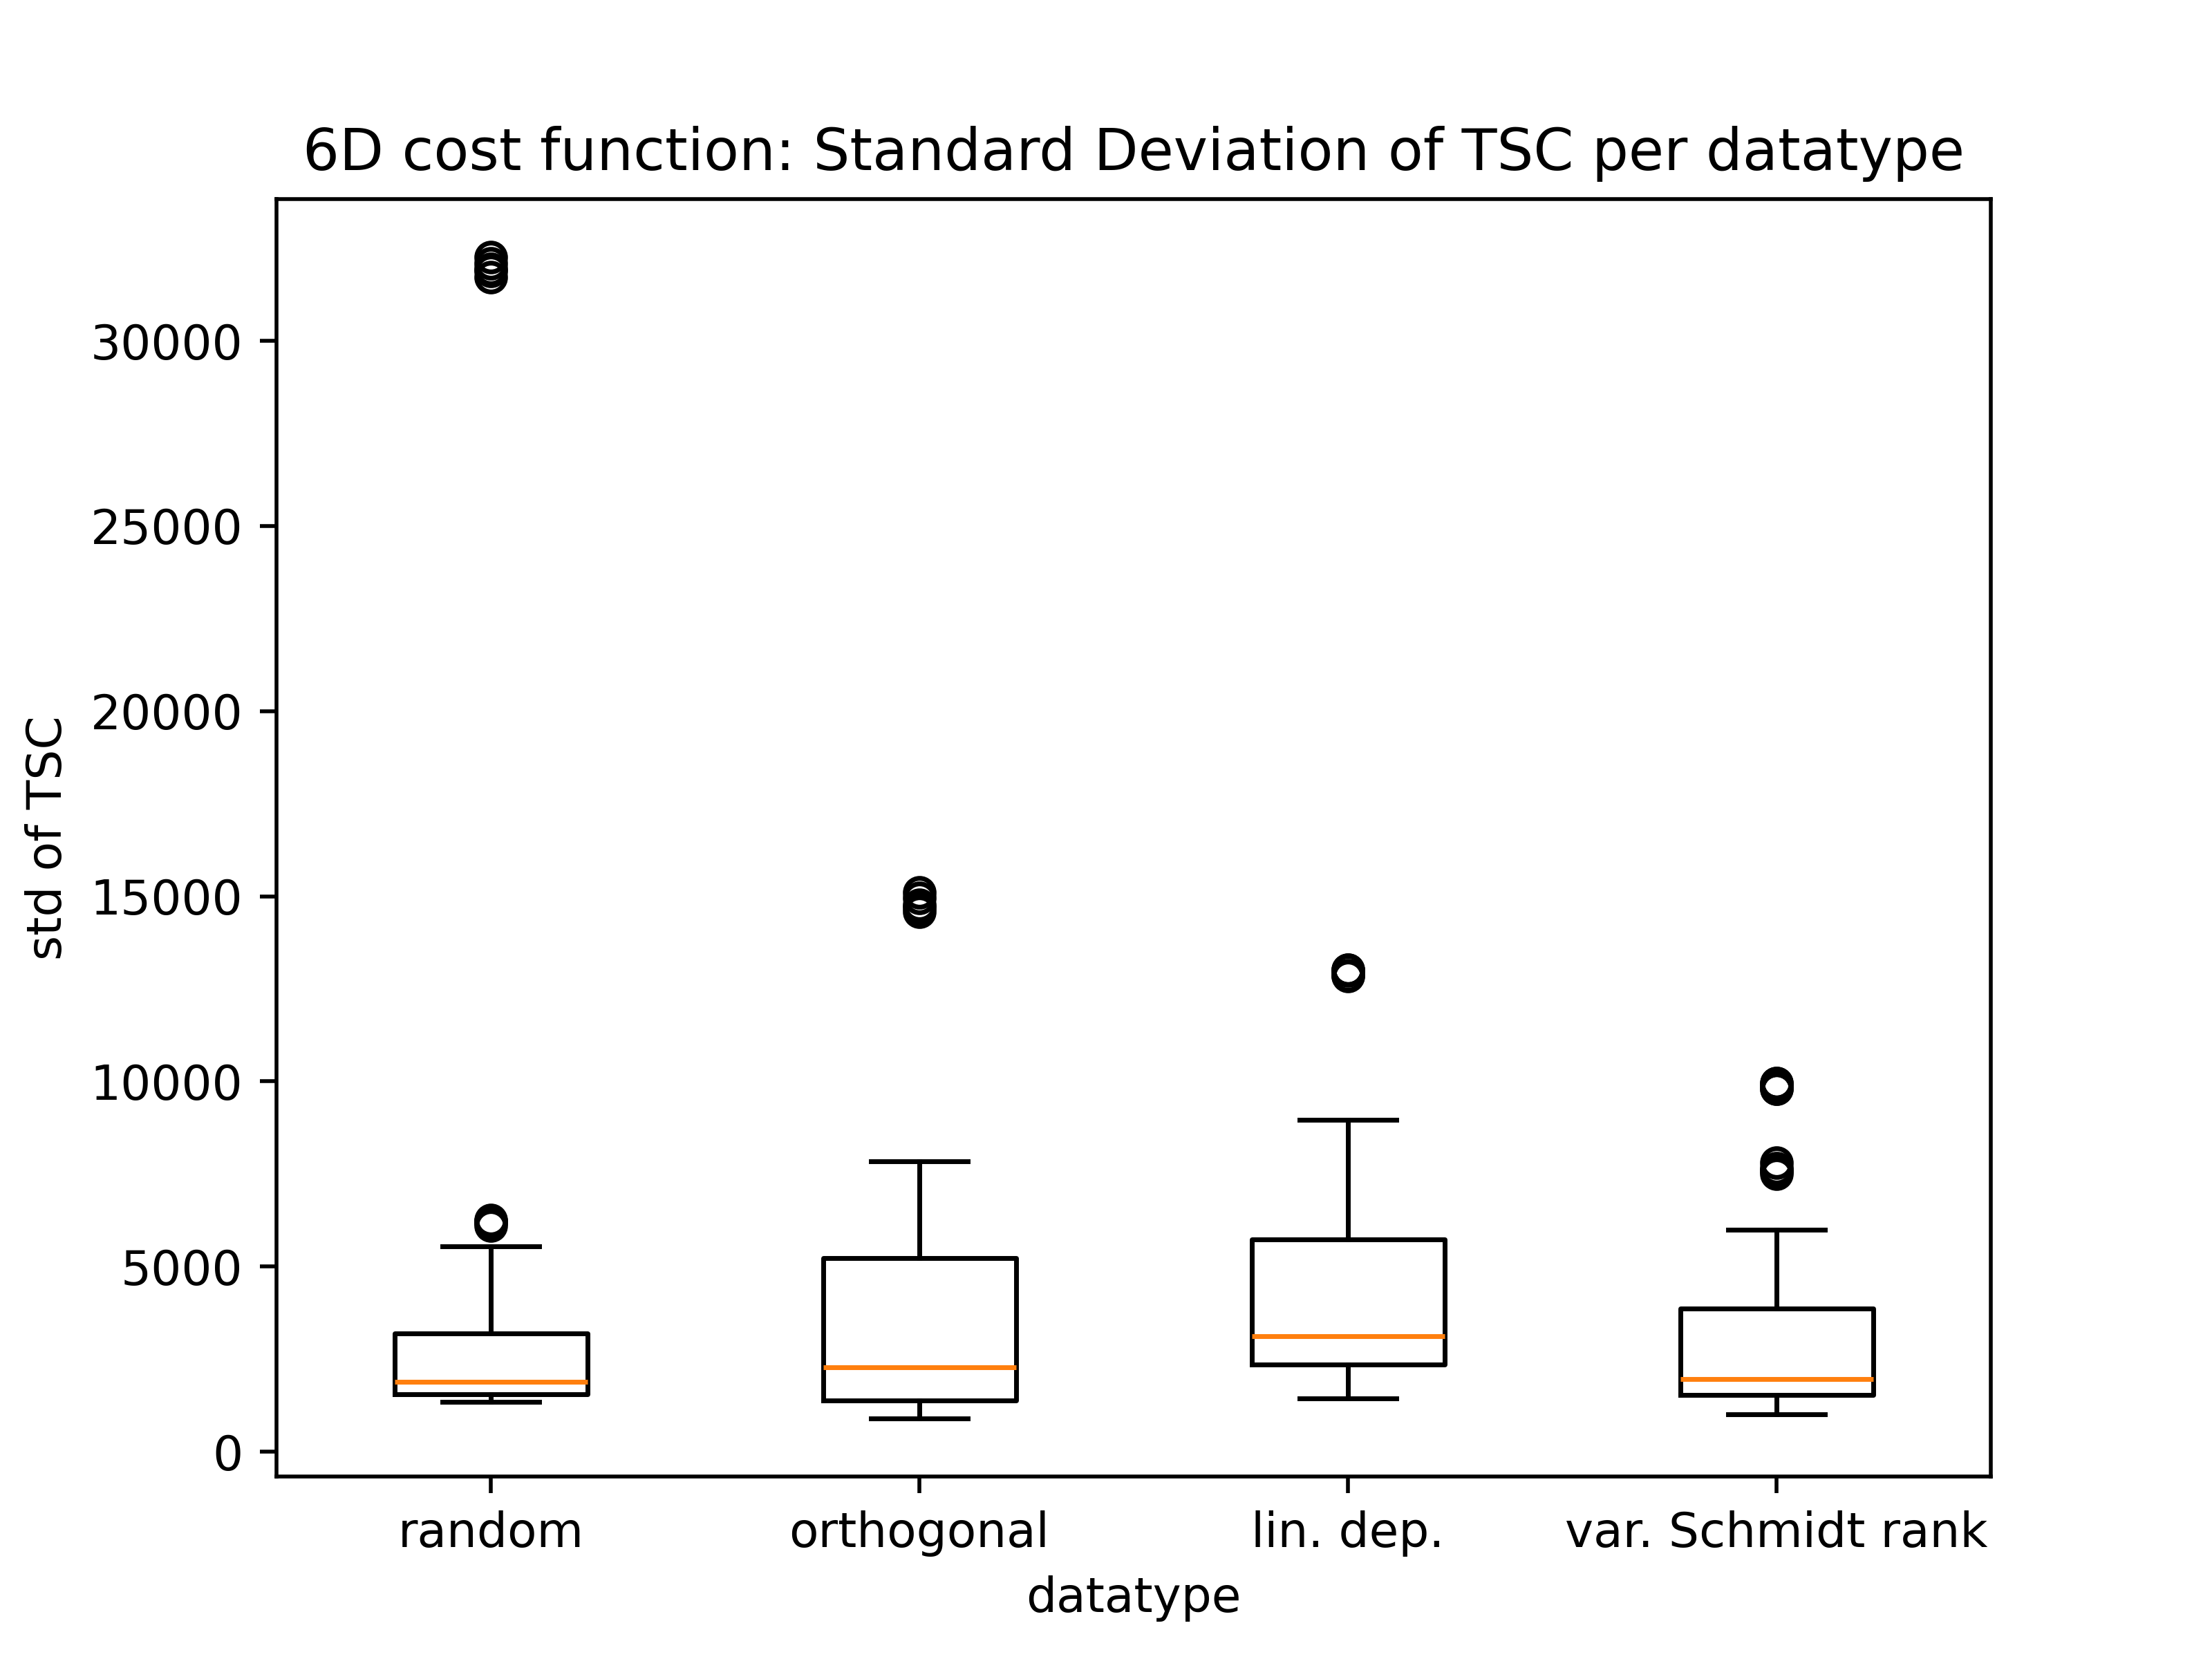 6D cost function: Standard Deviation of TSC per datatype
std of TSC
30000
25000
20000
15000
10000
5000
0
random orthogonal lin. dep. var. Schmidt rank
datatype